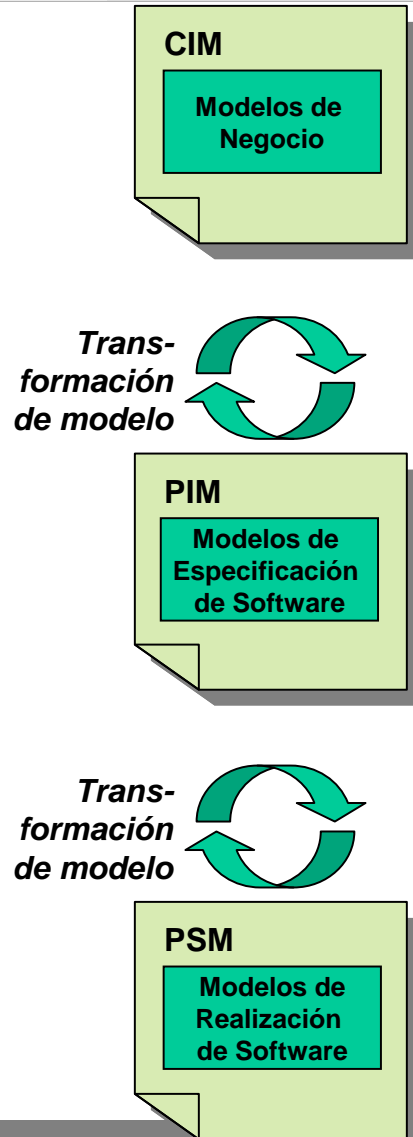 CIM
Modelos de
Negocio
Trans-
formación
de modelo
PIM
Modelos de
Especificación
de Software
Trans-
formación
de modelo
PSM
Modelos de
Realización
de Software